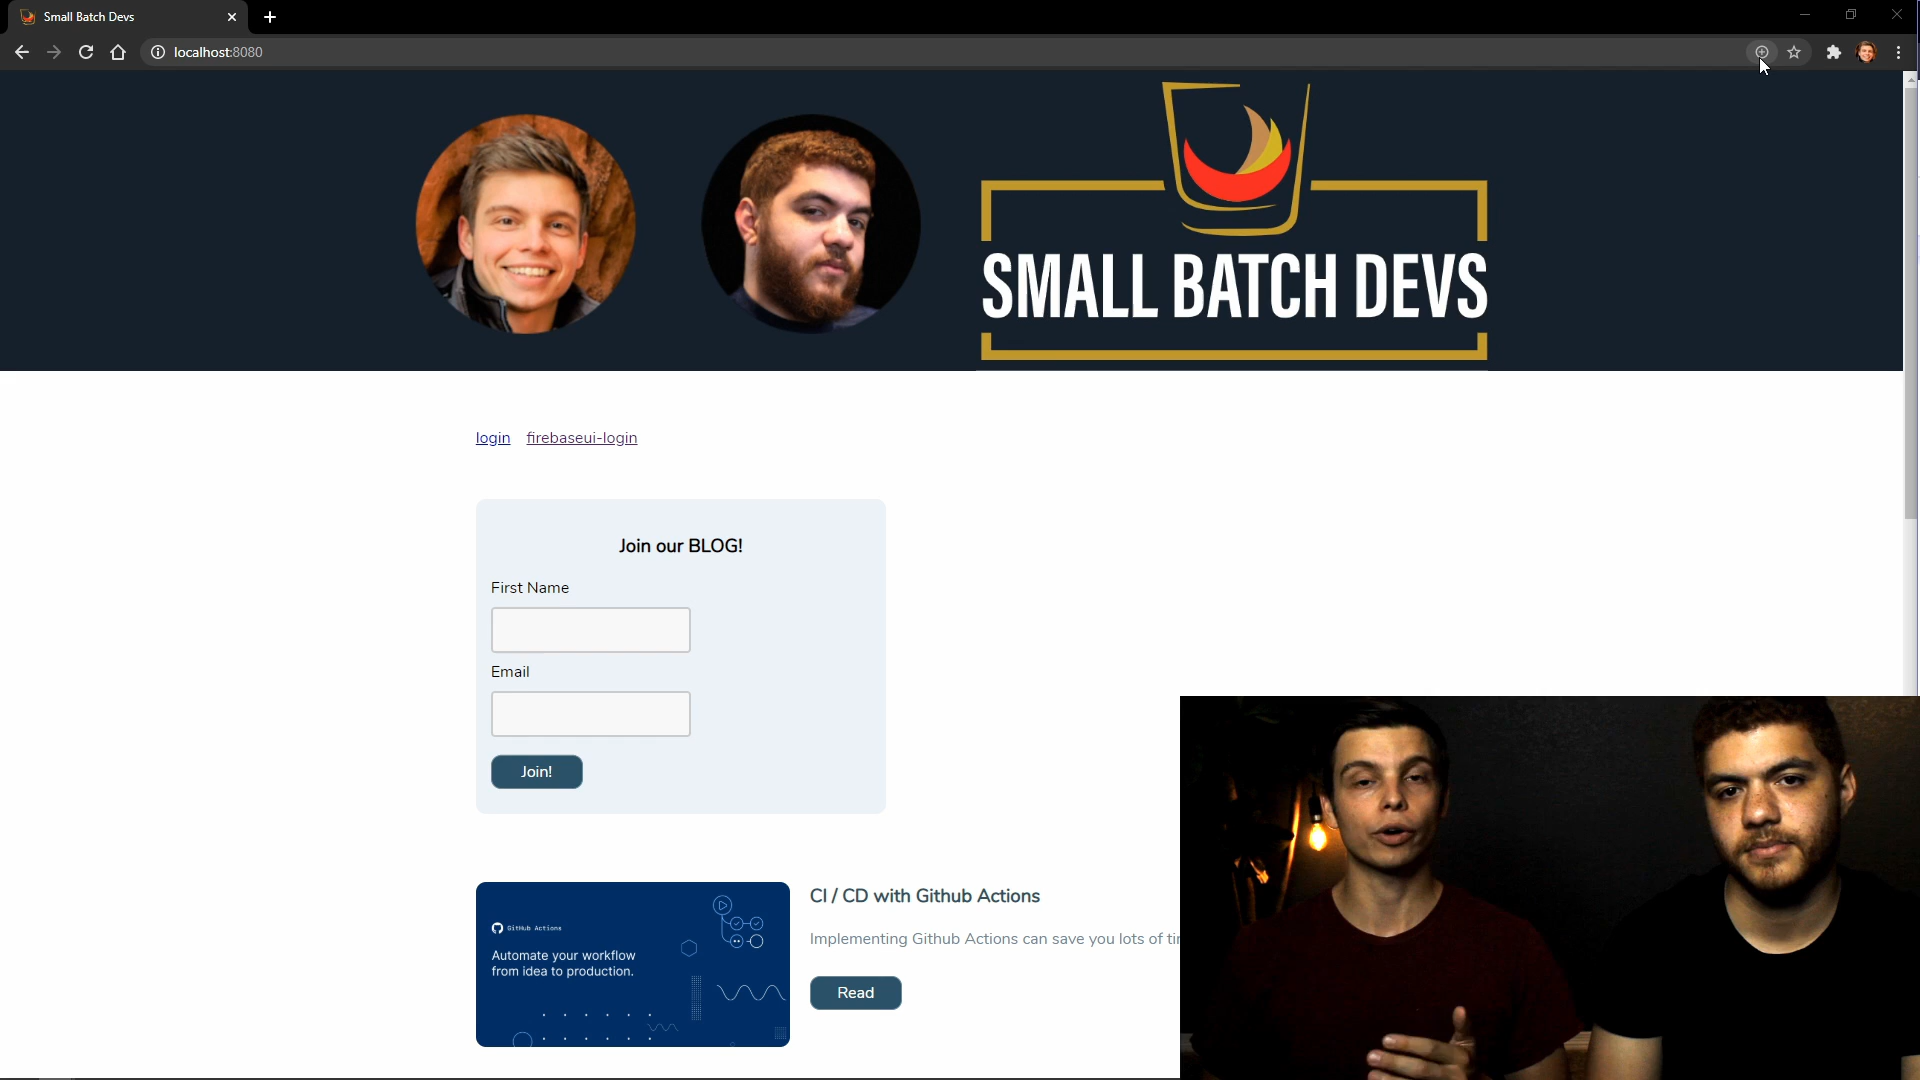 Small Batch Devs
localhost:8080
SMALL BATCH DEVS
login firebaseui-login
Join our BLOG!
First Name
Email
Join!
GitHub Actions
Automate your workflow
from idea to production.
CI / CD with Github Actions
Implementing Github Actions can save you lots of
Read